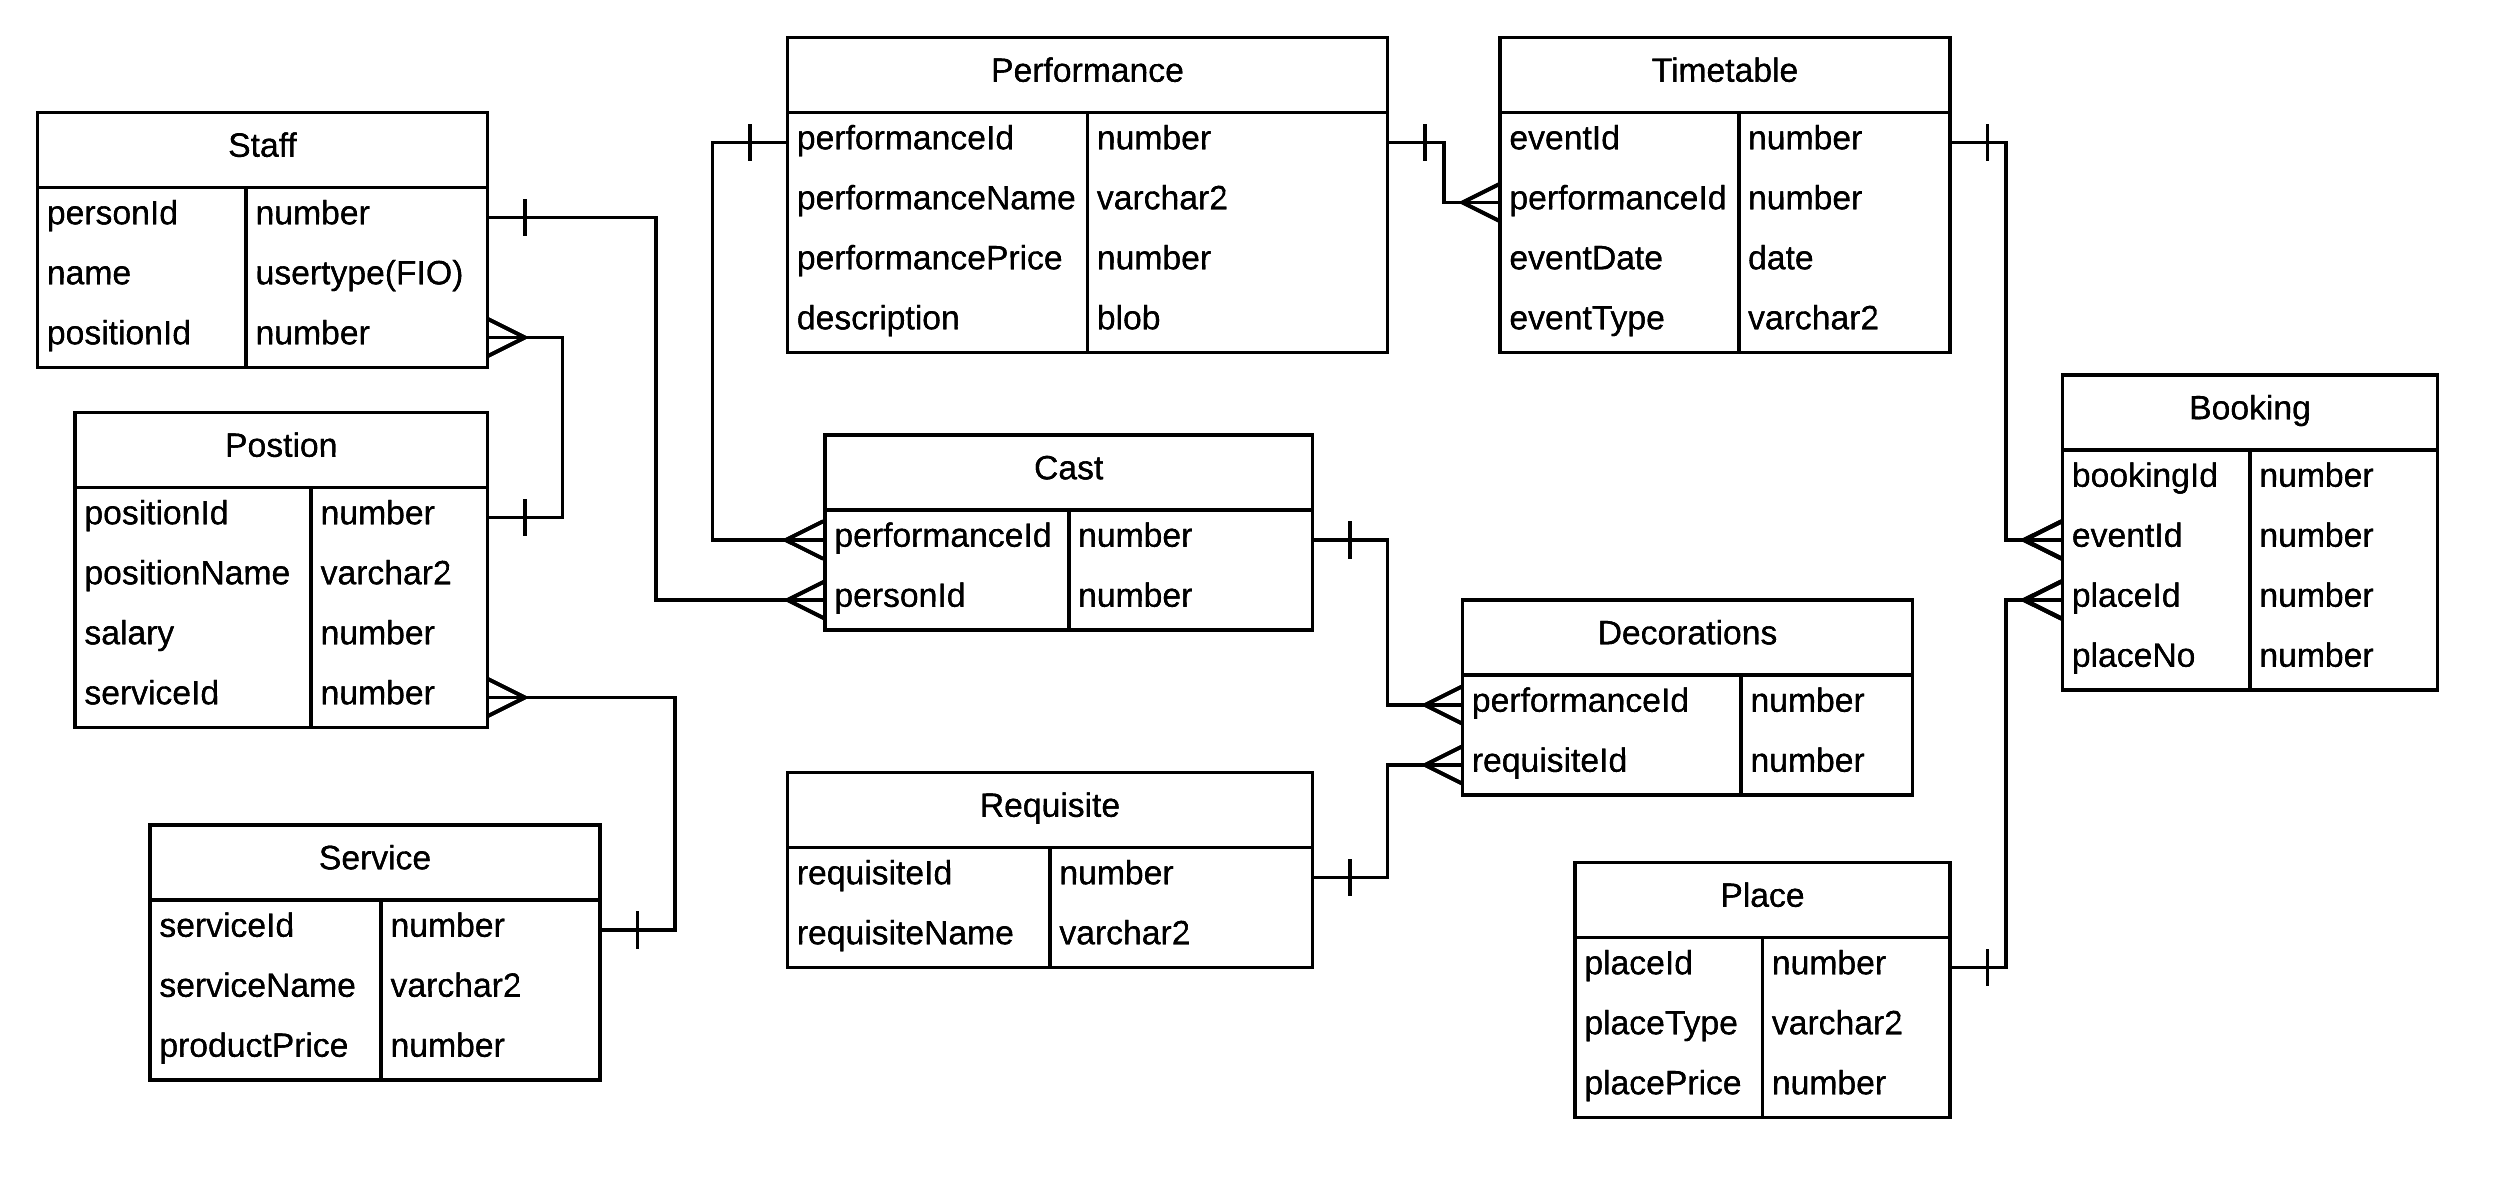 Staff
personId number
name usertype(FIO)
positionId number
Postion
positionId number
positionName varchar2
salary number
serviceId number
Service
serviceId number
serviceName varchar2
productPrice number
Performance
performanceId number
performanceName varchar2
performancePrice number
description blob
Cast
performanceId number
personId number
Requisite
requisiteId number
requisiteName varchar2
Timetable
eventId number
performanceId number
eventDate date
eventType varchar2
Decorations
performanceId number
requisiteId number
Place
placeId number
placeType varchar2
placePrice number
Booking
bookingId number
eventId number
placeId number
placeNo number